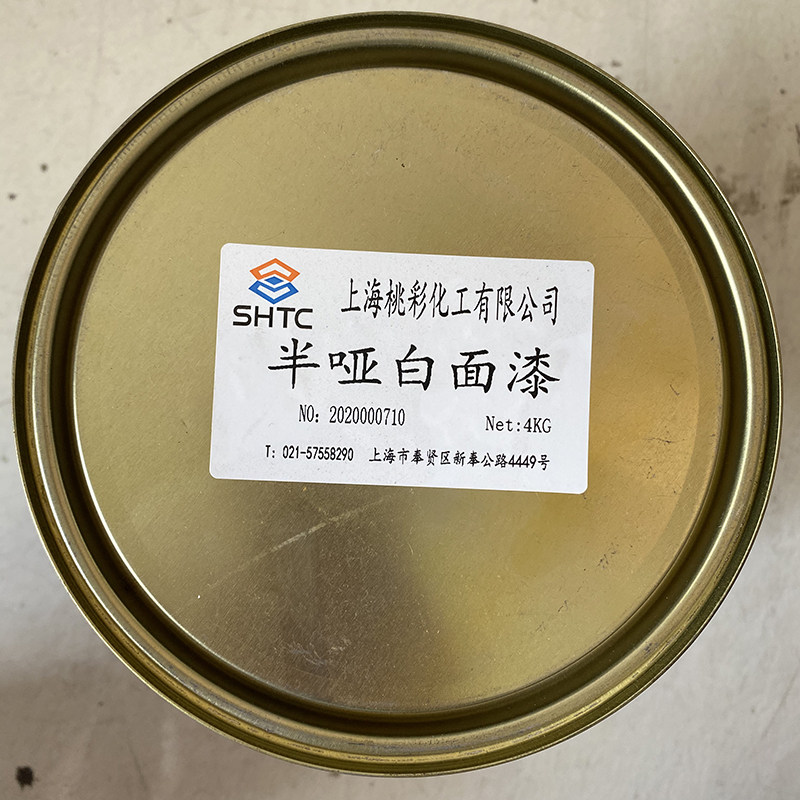 SHTC
上海桃彩化工有限公司
半哑白面漆
NO: 2020000710 Net:4KG
T: 021-57558290 上海市奉贤区新奉公路4449号